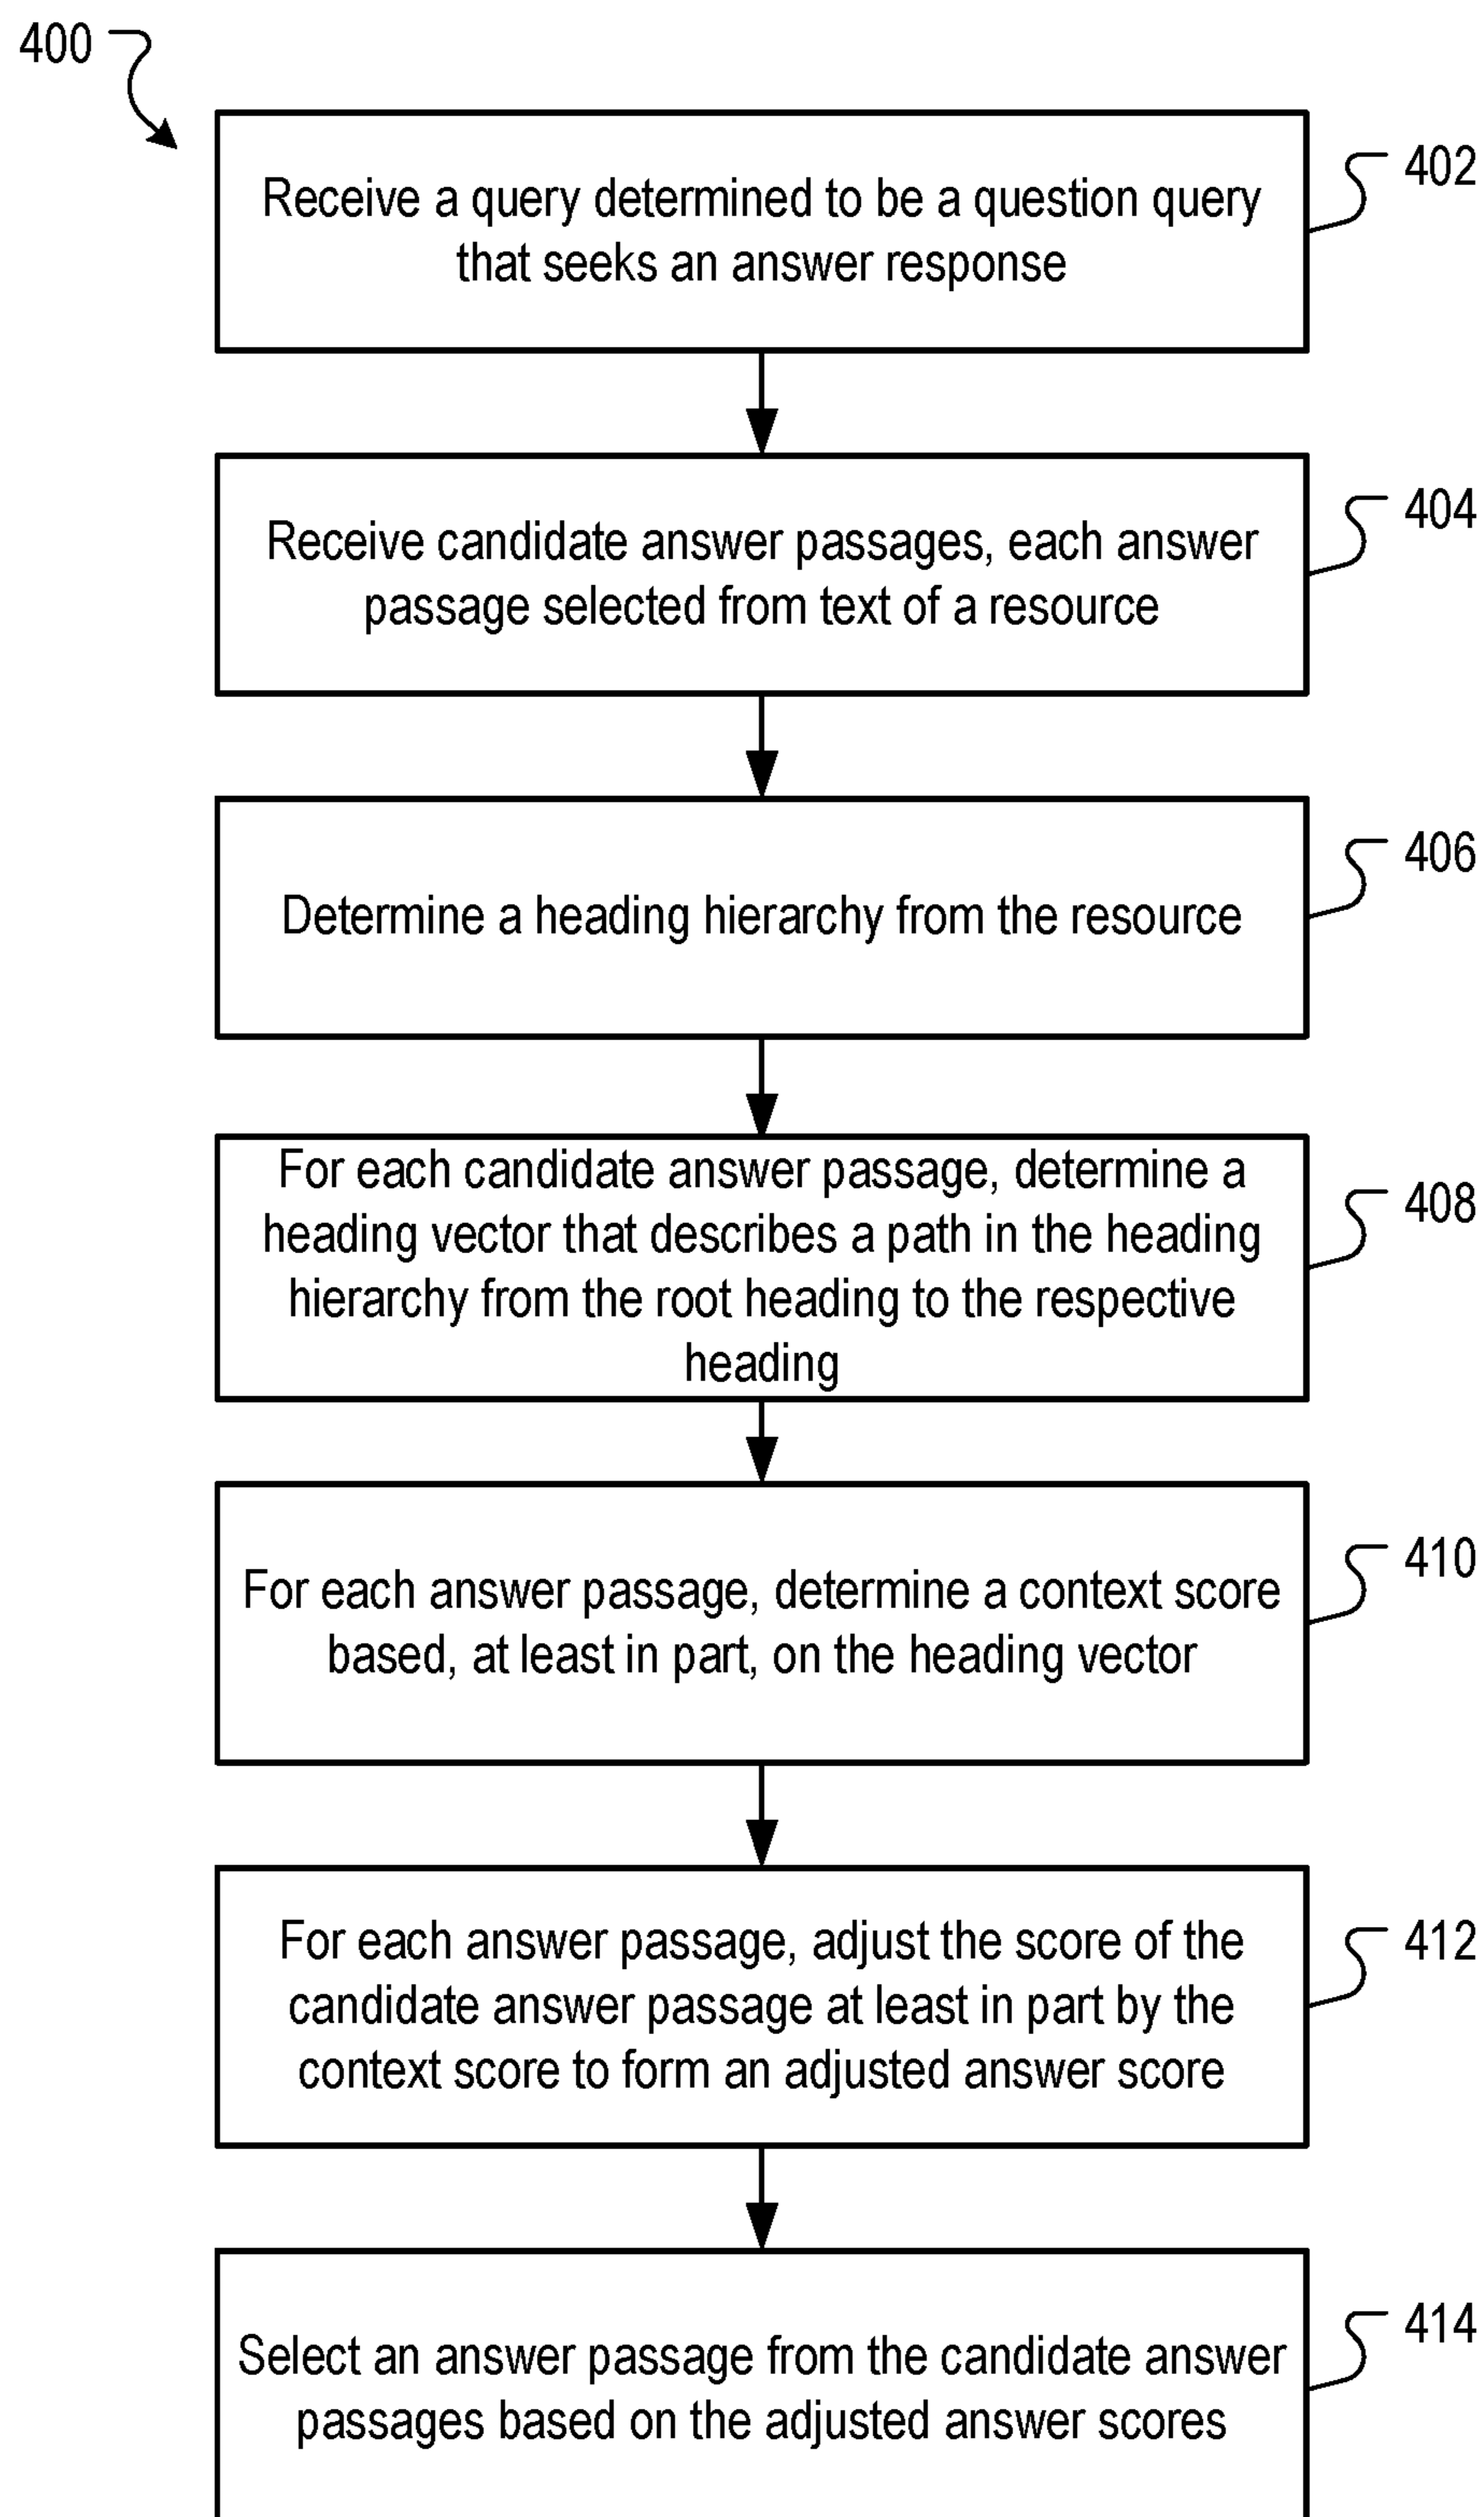 400
402
Receive a query determined to be a question query
that seeks an answer response
404
Receive candidate answer passages, each answer
passage selected from text of a resource
406
Determine a heading hierarchy from the resource
For each candidate answer passage, determine a
408
heading vector that describes a path in the heading
hierarchy from the root heading to the respective
heading
410
For each answer passage, determine a context score
based, at least in part, on the heading vector
412
For each answer passage, adjust the score of the
candidate answer passage at least in part by the
context score to form an adjusted answer score
414
Select an answer passage from the candidate answer
passages based on the adjusted answer scores